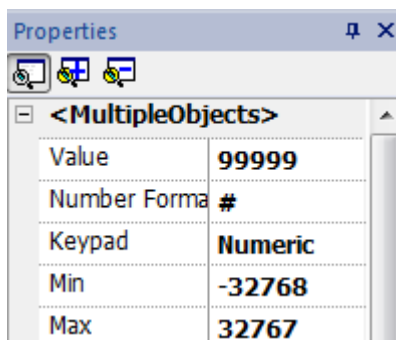 Properties
<MultipleObjects>
Value 99999
Number Forma #
Keypad Numeric
Min -32768
Max 32767